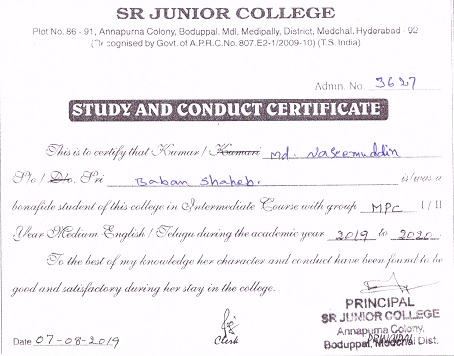 SR JUNIOR COLLEGE
Plot No. 86 - 91, Annapurna Colony, Boduppal, Mdl, Medipally, District, Medchal, Hyderabad - 92
(Recognised by Govt. of A.P.R.C.No. 807.E2-1/2009-10) (T.S. India)
Admn. No. 3627
STUDY AND CONDUCT CERTIFICATE
This is to certify that Kumar / Kumari Md. Naseemuddin
S/o / D/o. Sri Baban Shaheb. is/was a
bonafide student of this college in Intermediate Course with group MPC I / II
Year Medium English / Telugu during the academic year 2019 to 2020.
To the best of my knowledge her character and conduct have been found to be
good and satisfactory during her stay in the college.
PRINCIPAL
SR JUNIOR COLLEGE
Annapurna Colony,
Boduppal, Medchal Dist.
PRINCIPAL
Date 07-08-2019
Clerk